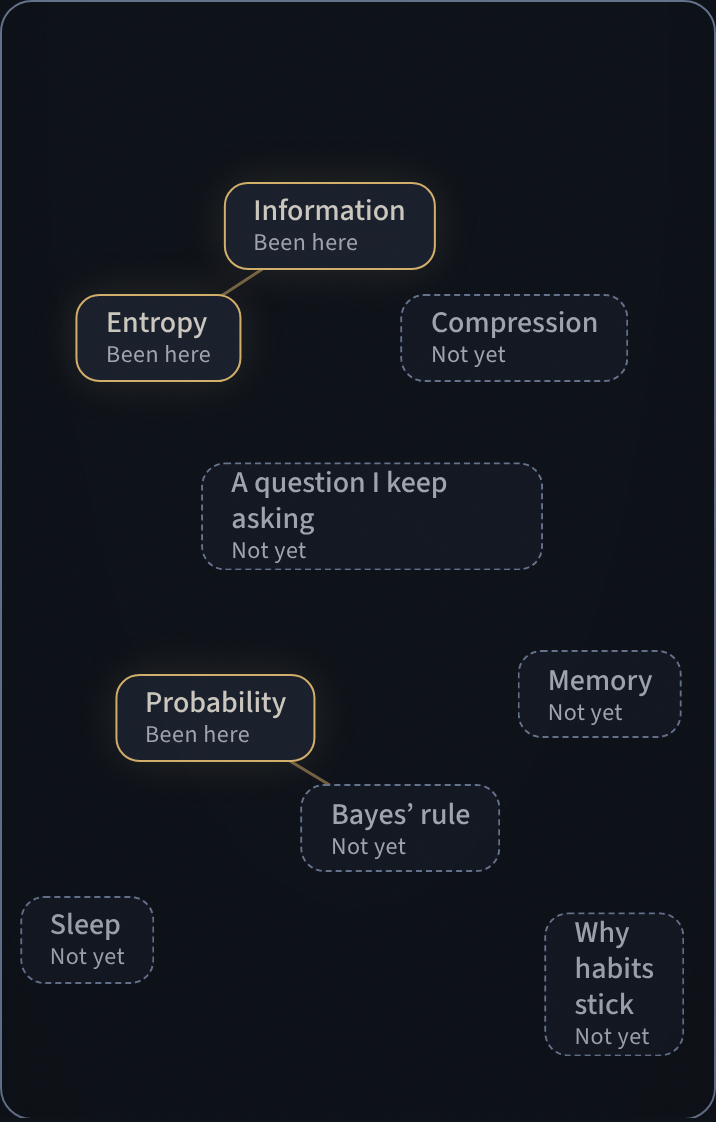 Information
Been here
Entropy
Been here
Compression
Not yet
A question I keep
asking
Not yet
Memory
Not yet
Probability
Been here
Bayes’ rule
Not yet
Sleep
Not yet
Why
habits
stick
Not yet